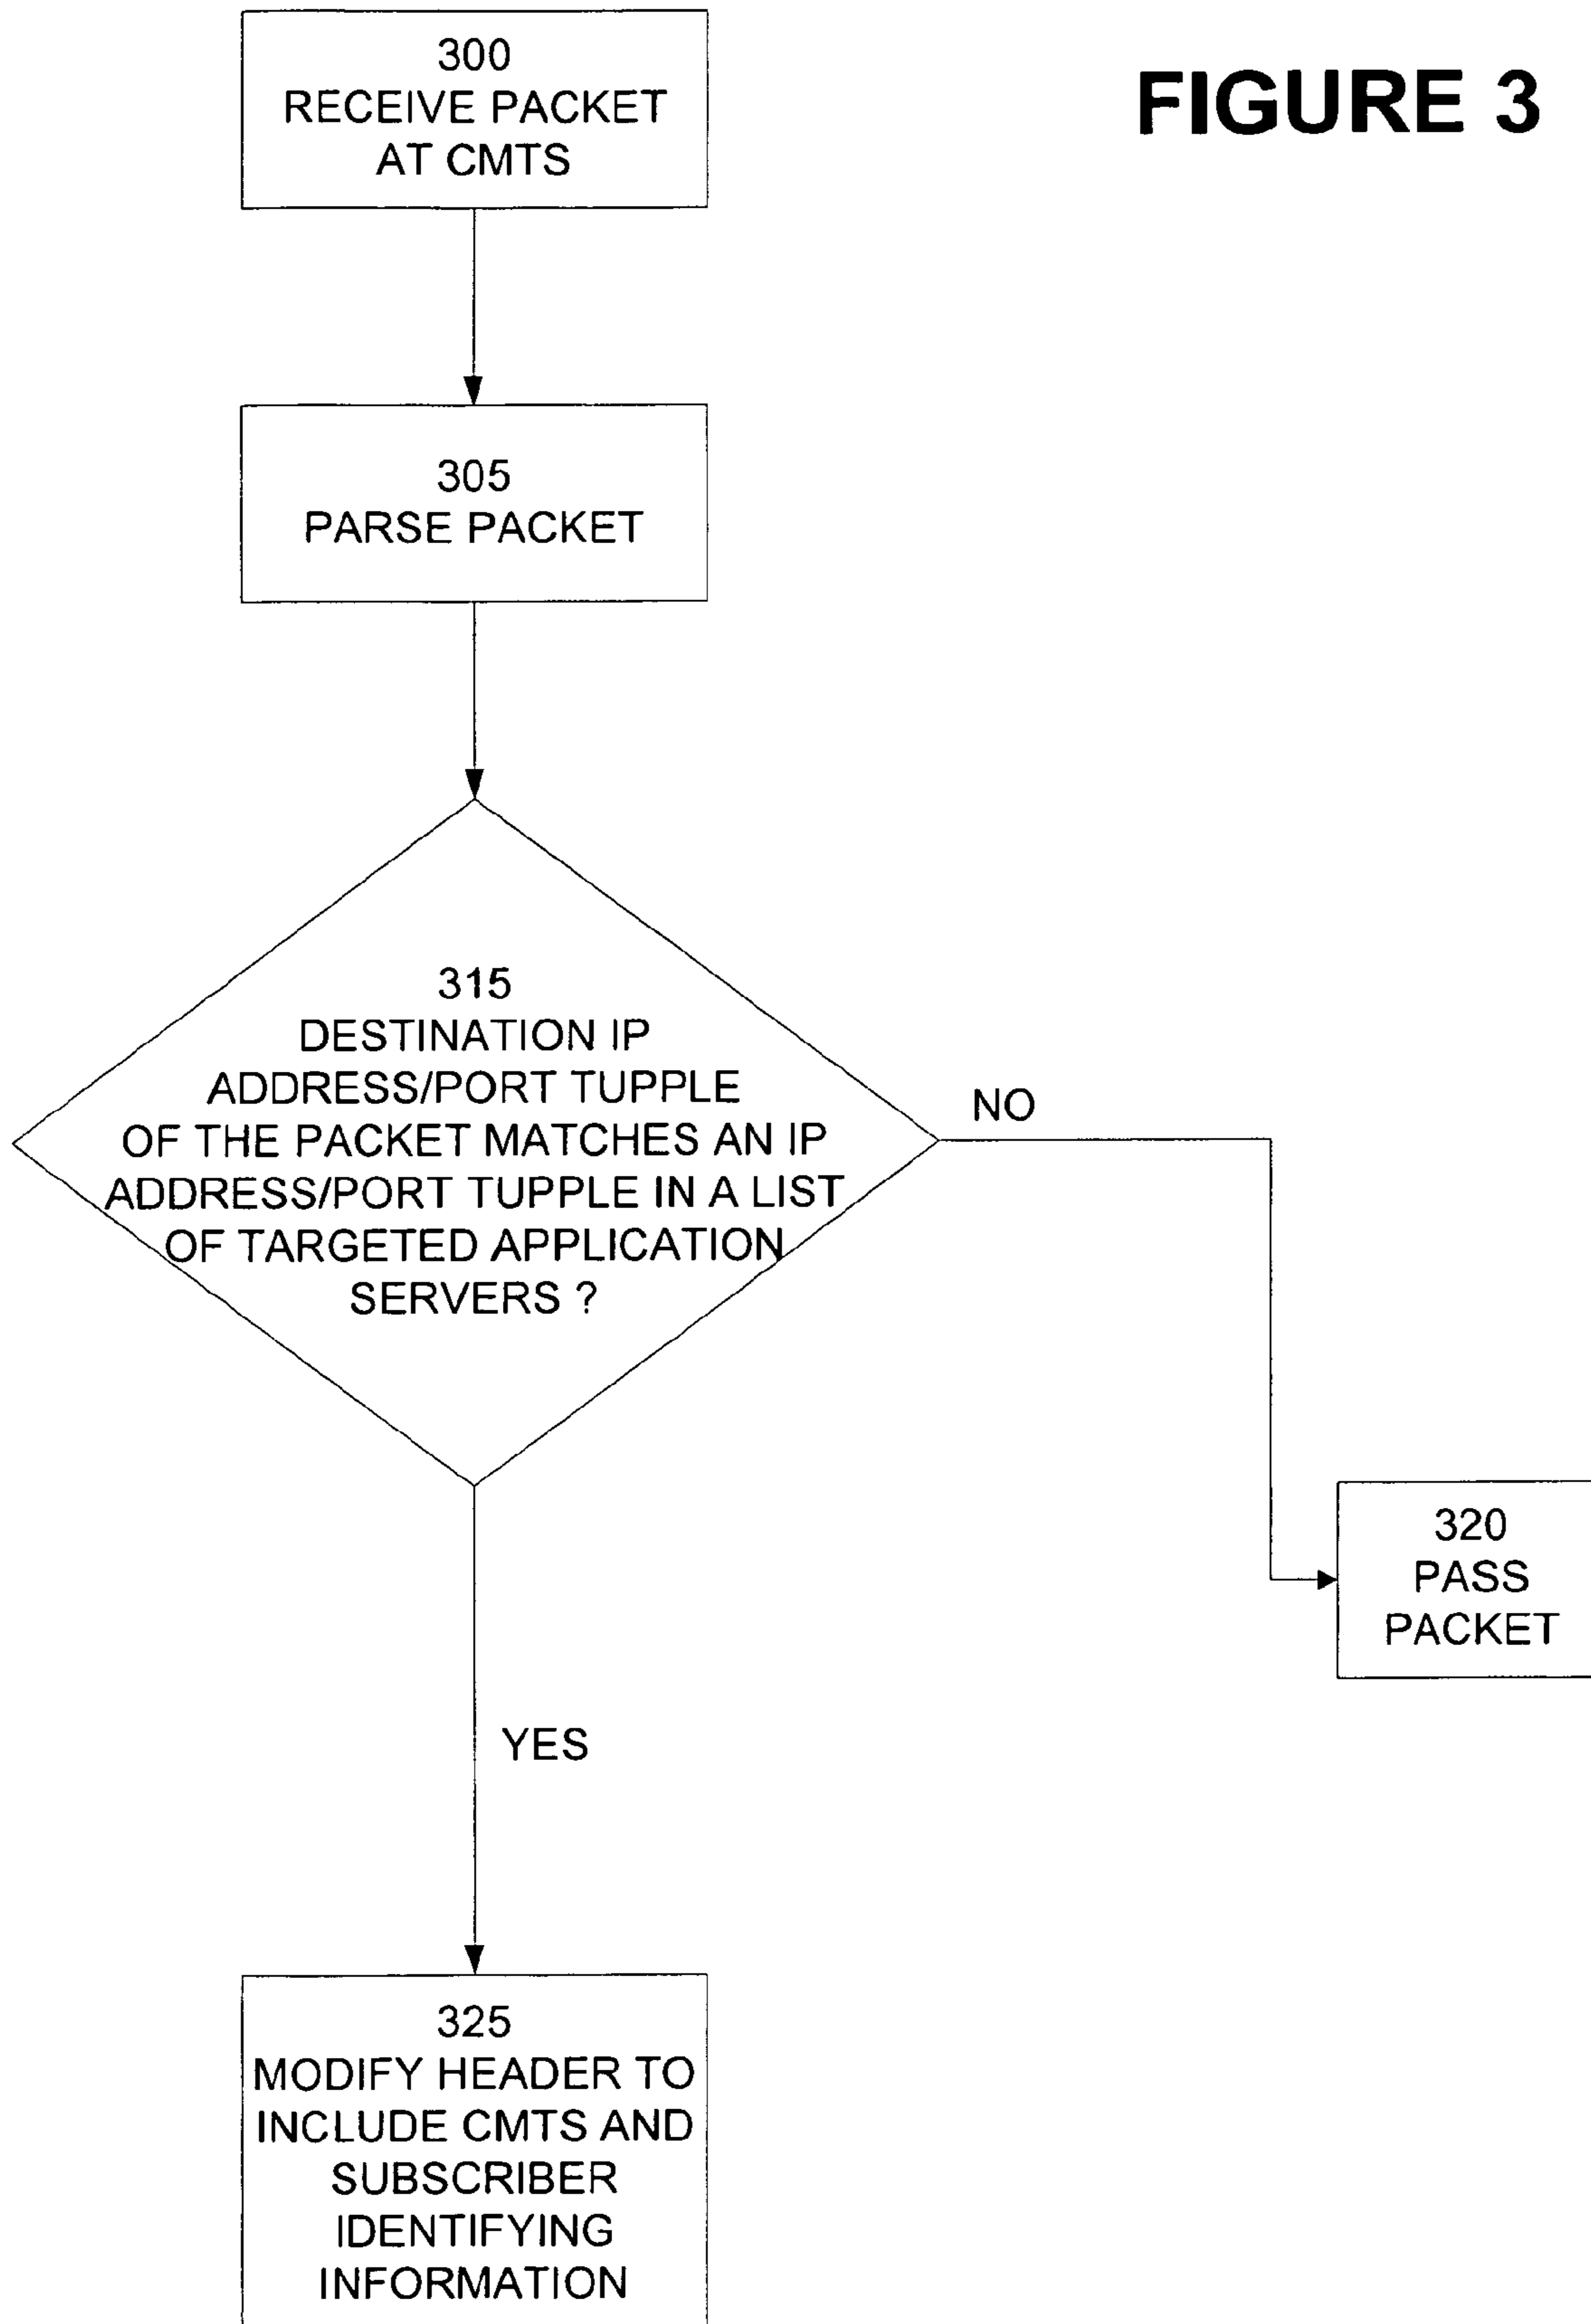 FIGURE 3
300
RECEIVE PACKET
AT CMTS
305
PARSE PACKET
315
DESTINATION IP
ADDRESS/PORT TUPPLE
OF THE PACKET MATCHES AN IP
ADDRESS/PORT TUPPLE IN A LIST
OF TARGETED APPLICATION
SERVERS ?
NO
320
PASS
PACKET
YES
325
MODIFY HEADER TO
INCLUDE CMTS AND
SUBSCRIBER
IDENTIFYING
INFORMATION